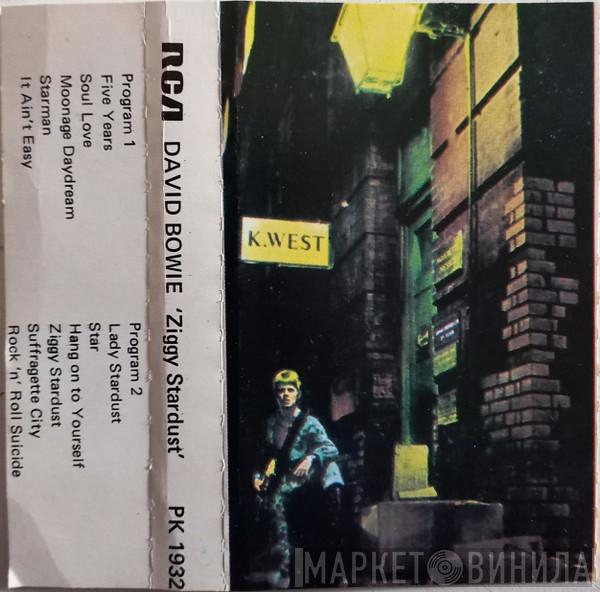 Program 1
Five Years
Soul Love
Moonage Daydream
Starman
It Ain't Easy
Program 2
Lady Stardust
Star
Hang on to Yourself
Ziggy Stardust
Suffragette City
Rock 'n' Roll Suicide
RCA DAVID BOWIE 'Ziggy Stardust' PK 1932
K.WEST
МАРКЕТ ВИНИЛА